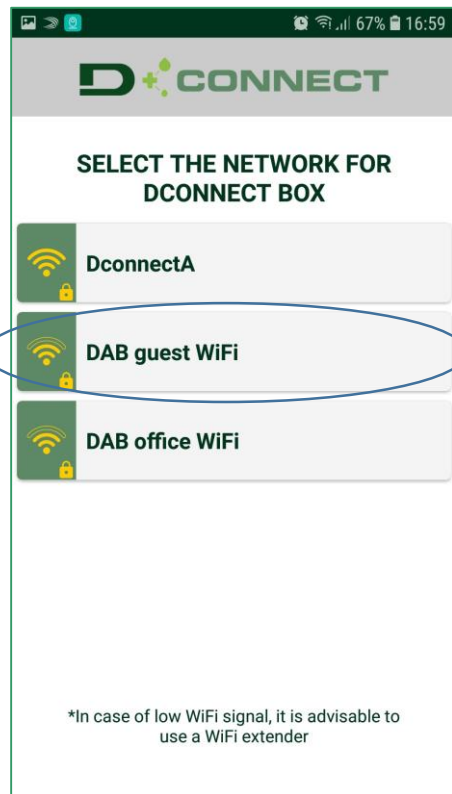 67% 16:59
D+CONNECT
SELECT THE NETWORK FOR
DCONNECT BOX
DconnectA
DAB guest WiFi
DAB office WiFi
*In case of low WiFi signal, it is advisable to
use a WiFi extender